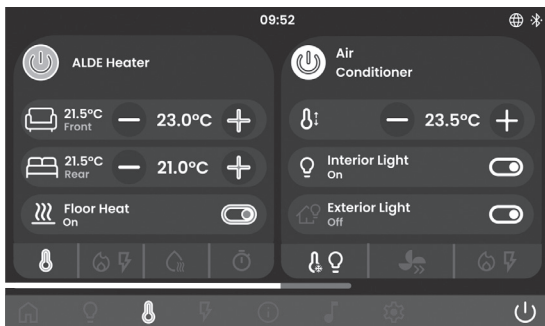 09:52
ALDE Heater
21.5°C
Front
23.0°C
21.5°C
Rear
21.0°C
Floor Heat
On
Air
Conditioner
23.5°C
Interior Light
On
Exterior Light
Off